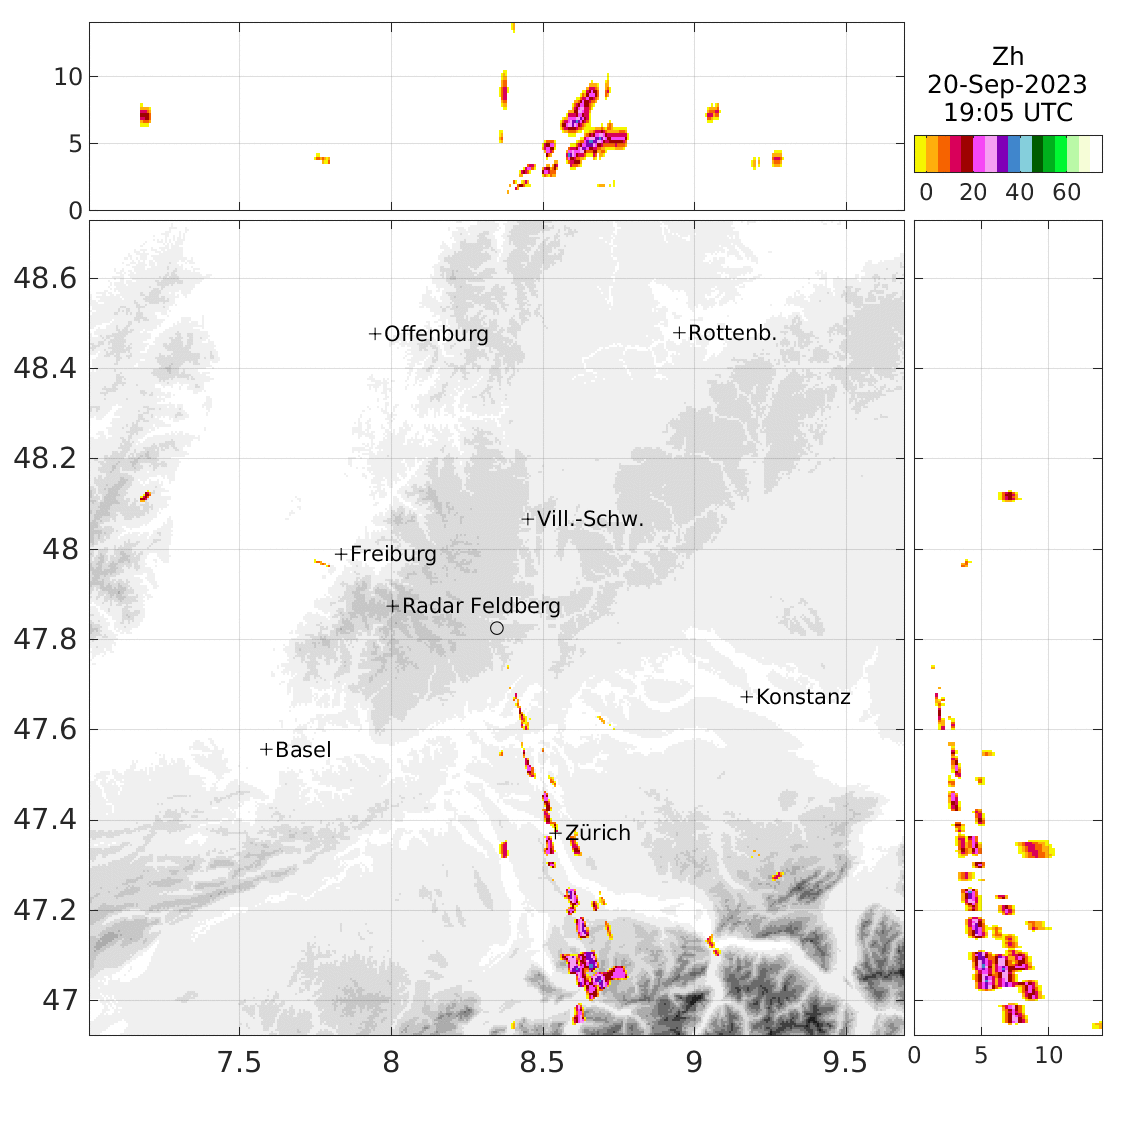 Zh
20-Sep-2023
19:05 UTC
0 20 40 60
10
5
0
48.6
48.4
48.2
48
47.8
47.6
47.4
47.2
47
Offenburg
Rottenb.
Vill.-Schw.
Freiburg
Radar Feldberg
Konstanz
Basel
Zürich
7.5 8 8.5 9 9.5
0 5 10